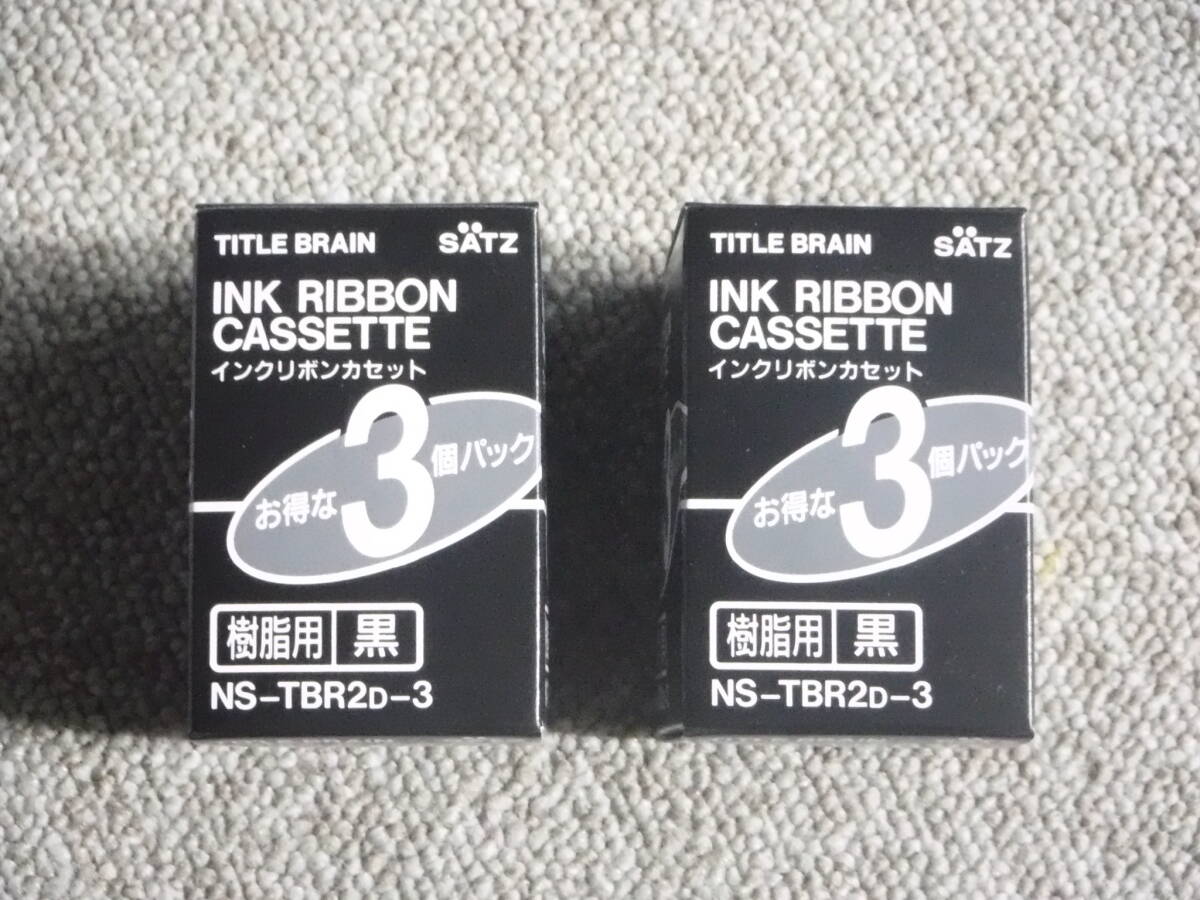 TITLE BRAIN SÄTZ
INK RIBBON
CASSETTE
インクリボンカセット
お得な3個パック
樹脂用 黒
NS-TBR2D-3
TITLE BRAIN SÄTZ
INK RIBBON
CASSETTE
インクリボンカセット
お得な3個パック
樹脂用 黒
NS-TBR2D-3